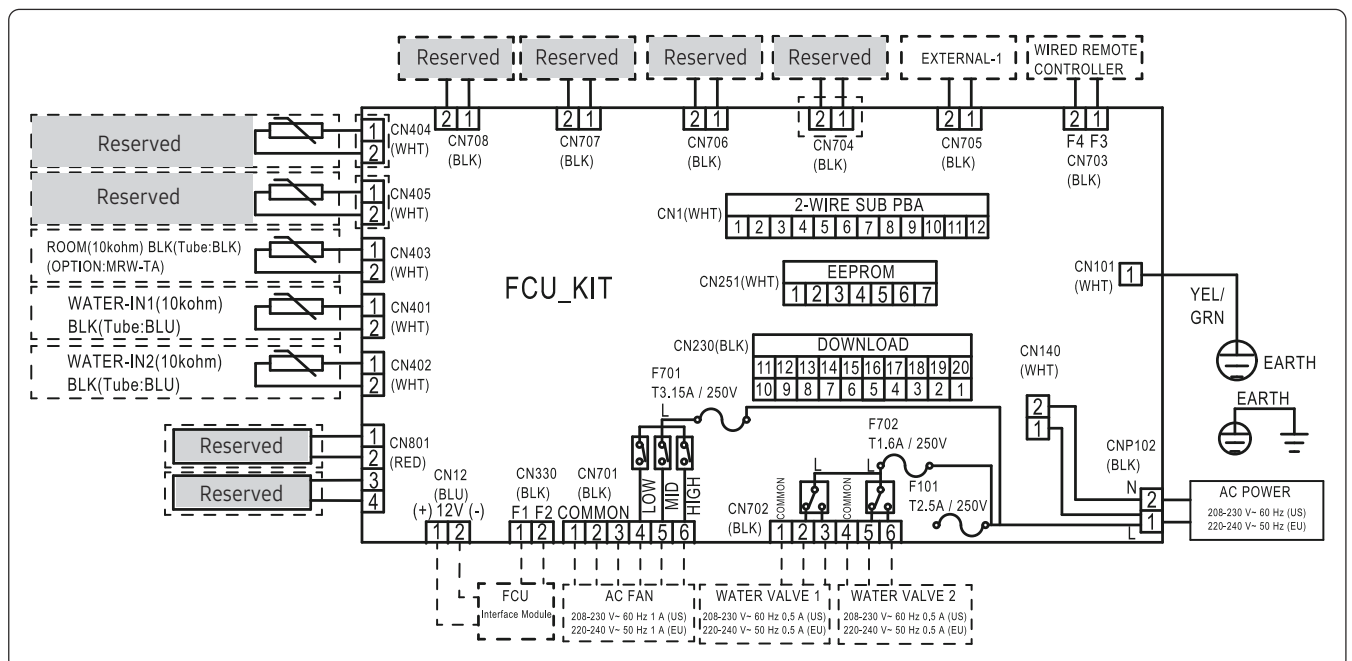 Reserved
Reserved
Reserved
Reserved
EXTERNAL-1
WIRED REMOTE
CONTROLLER
2 1
2 1
2 1
2 1
2 1
2 1
F4 F3
CN708
(BLK)
CN707
(BLK)
CN706
(BLK)
CN704
(BLK)
CN705
(BLK)
CN703
(BLK)
Reserved
1
2
CN404
(WHT)
Reserved
1
2
CN405
(WHT)
ROOM(10kohm) BLK(Tube:BLK)
(OPTION:MRW-TA)
1
2
CN403
(WHT)
WATER-IN1(10kohm)
BLK(Tube:BLU)
1
2
CN401
(WHT)
WATER-IN2(10kohm)
BLK(Tube:BLU)
1
2
CN402
(WHT)
Reserved
Reserved
1
2
3
4
CN801
(RED)
FCU_KIT
CN1(WHT)
2-WIRE SUB PBA
1 2 3 4 5 6 7 8 9 10 11 12
CN251(WHT)
EEPROM
1 2 3 4 5 6 7
CN230(BLK)
DOWNLOAD
11 12 13 14 15 16 17 18 19 20
10 9 8 7 6 5 4 3 2 1
CN101
(WHT)
1
YEL/
GRN
EARTH
EARTH
CN140
(WHT)
2
1
CNP102
(BLK)
N
2
1
L
AC POWER
208-230 V~ 60 Hz (US)
220-240 V~ 50 Hz (EU)
F701
T3.15A / 250V
L
F702
T1.6A / 250V
L
L
F101
T2.5A / 250V
CN12
(BLU)
(+) 12V (-)
1 2
CN330
(BLK)
F1 F2
1 2
CN701
(BLK)
COMMON
LOW
MID
HIGH
1 2 3 4 5 6
CN702
(BLK)
COMMON
COMMON
1 2 3 4 5 6
FCU
Interface Module
AC FAN
208-230 V~ 60 Hz 1 A (US)
220-240 V~ 50 Hz 1 A (EU)
WATER VALVE 1
208-230 V~ 60 Hz 0.5 A (US)
220-240 V~ 50 Hz 0.5 A (EU)
WATER VALVE 2
208-230 V~ 60 Hz 0.5 A (US)
220-240 V~ 50 Hz 0.5 A (EU)